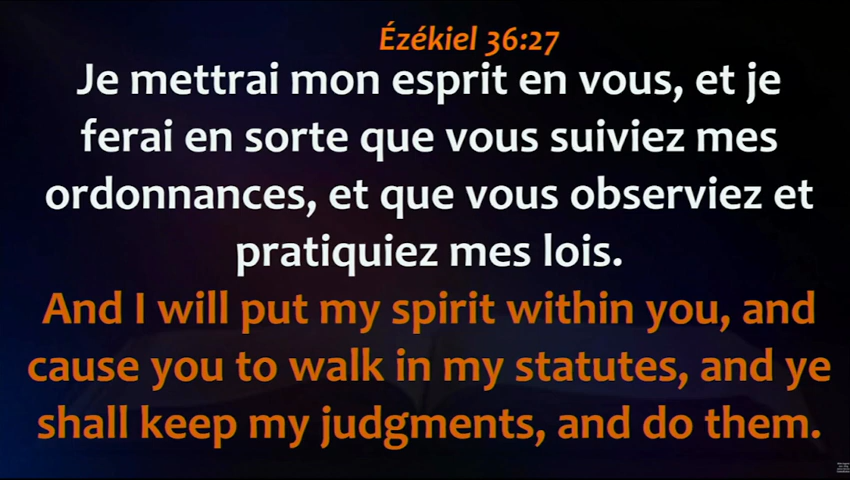 Ézékiel 36:27
Je mettrai mon esprit en vous, et je
ferai en sorte que vous suiviez mes
ordonnances, et que vous observiez et
pratiquiez mes lois.
And I will put my spirit within you, and
cause you to walk in my statutes, and ye
shall keep my judgments, and do them.